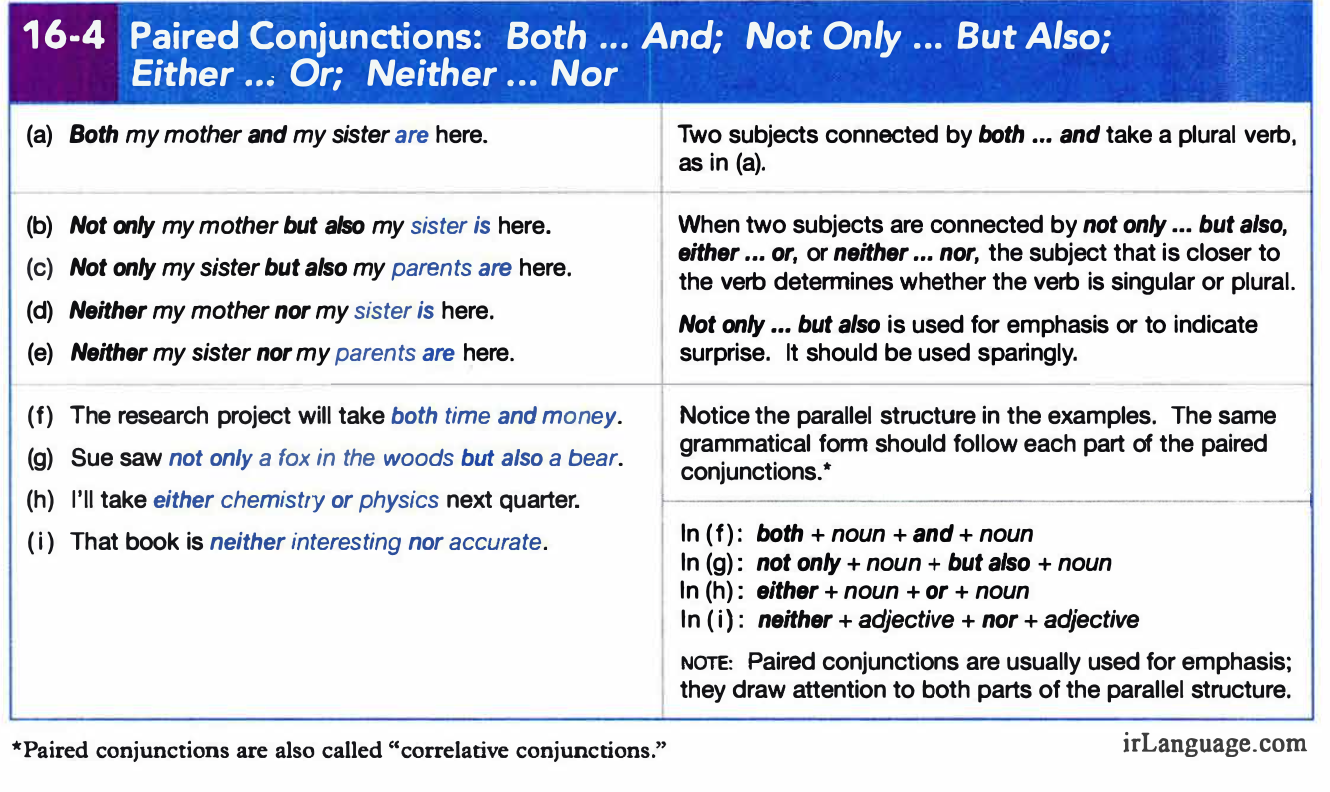 16-4 Paired Conjunctions: Both ... And; Not Only ... But Also;
Either ... Or; Neither ... Nor
(a) Both my mother and my sister are here.
Two subjects connected by both ... and take a plural verb,
as in (a).
(b) Not only my mother but also my sister is here.
(c) Not only my sister but also my parents are here.
(d) Neither my mother nor my sister is here.
(e) Neither my sister nor my parents are here.
When two subjects are connected by not only ... but also,
either ... or, or neither ... nor, the subject that is closer to
the verb determines whether the verb is singular or plural.
Not only ... but also is used for emphasis or to indicate
surprise. It should be used sparingly.
(f) The research project will take both time and money.
(g) Sue saw not only a fox in the woods but also a bear.
(h) I'll take either chemistry or physics next quarter.
(i) That book is neither interesting nor accurate.
Notice the parallel structure in the examples. The same
grammatical form should follow each part of the paired
conjunctions.*
In (f): both + noun + and + noun
In (g): not only + noun + but also + noun
In (h): either + noun + or + noun
In (i): neither + adjective + nor + adjective
NOTE: Paired conjunctions are usually used for emphasis;
they draw attention to both parts of the parallel structure.
*Paired conjunctions are also called "correlative conjunctions."
irLanguage.com